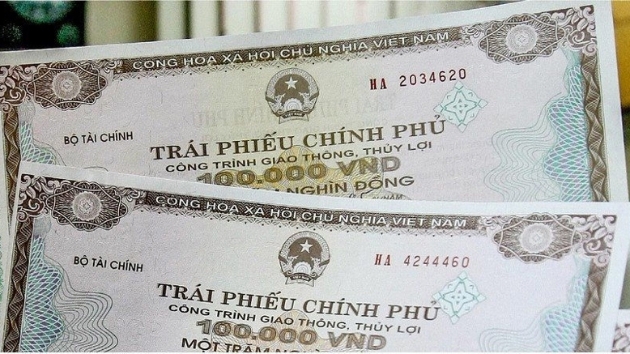 CỘNG HÒA XÃ HỘI CHỦ NGHĨA VIỆT NAM
HA 2034620
BỘ TÀI CHÍNH
TRÁI PHIẾU CHÍNH PHỦ
CÔNG TRÌNH GIAO THÔNG, THỦY LỢI
100.000 VND
NGHÌN ĐỒNG
CỘNG HÒA XÃ HỘI CHỦ NGHĨA VIỆT NAM
HA 4244460
BỘ TÀI CHÍNH
TRÁI PHIẾU CHÍNH PHỦ
CÔNG TRÌNH GIAO THÔNG, THỦY LỢI
100.000 VND
MỘT TRĂM